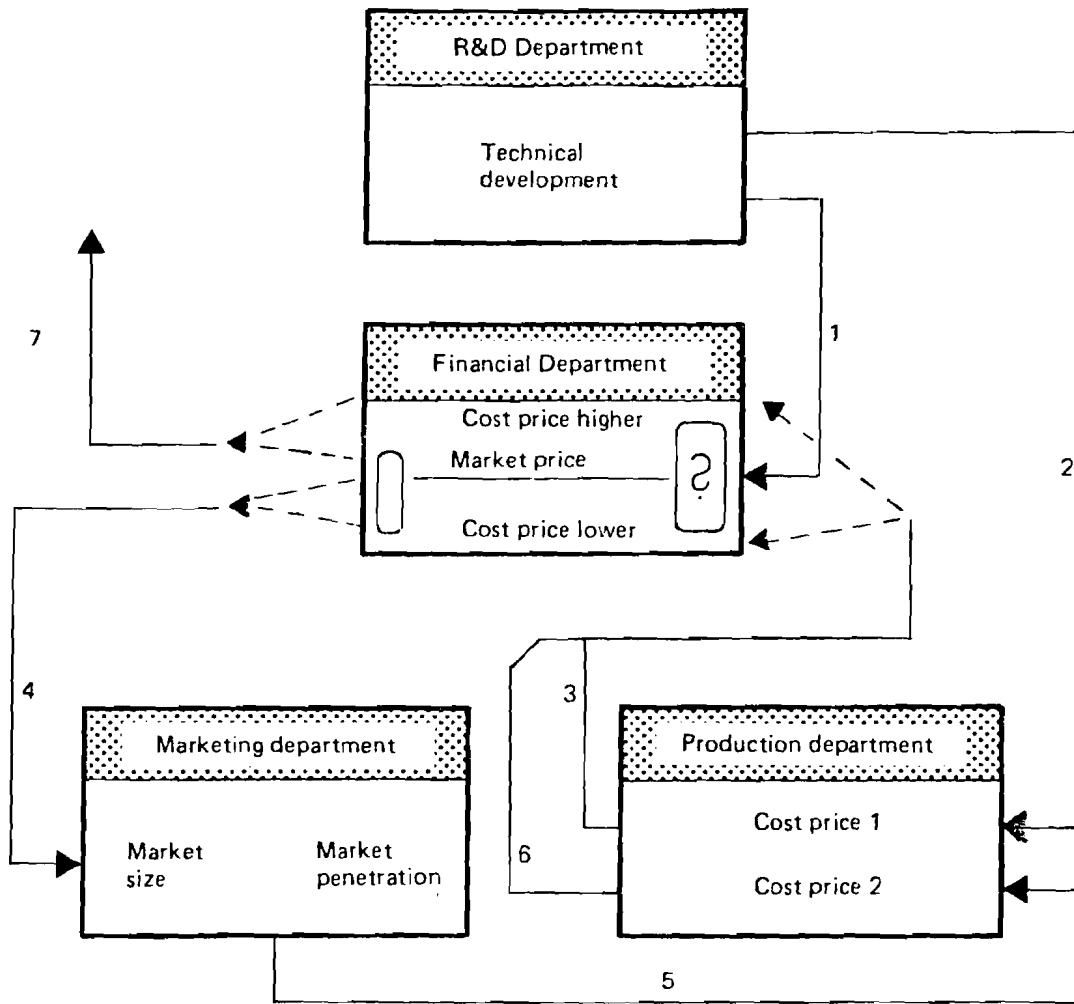 R&D Department
Technical
development
7
1
Financial Department
Cost price higher
Market price
?
2
Cost price lower
4
3
Marketing department
Production department
Cost price 1
Market
size
Market
penetration
6
Cost price 2
5